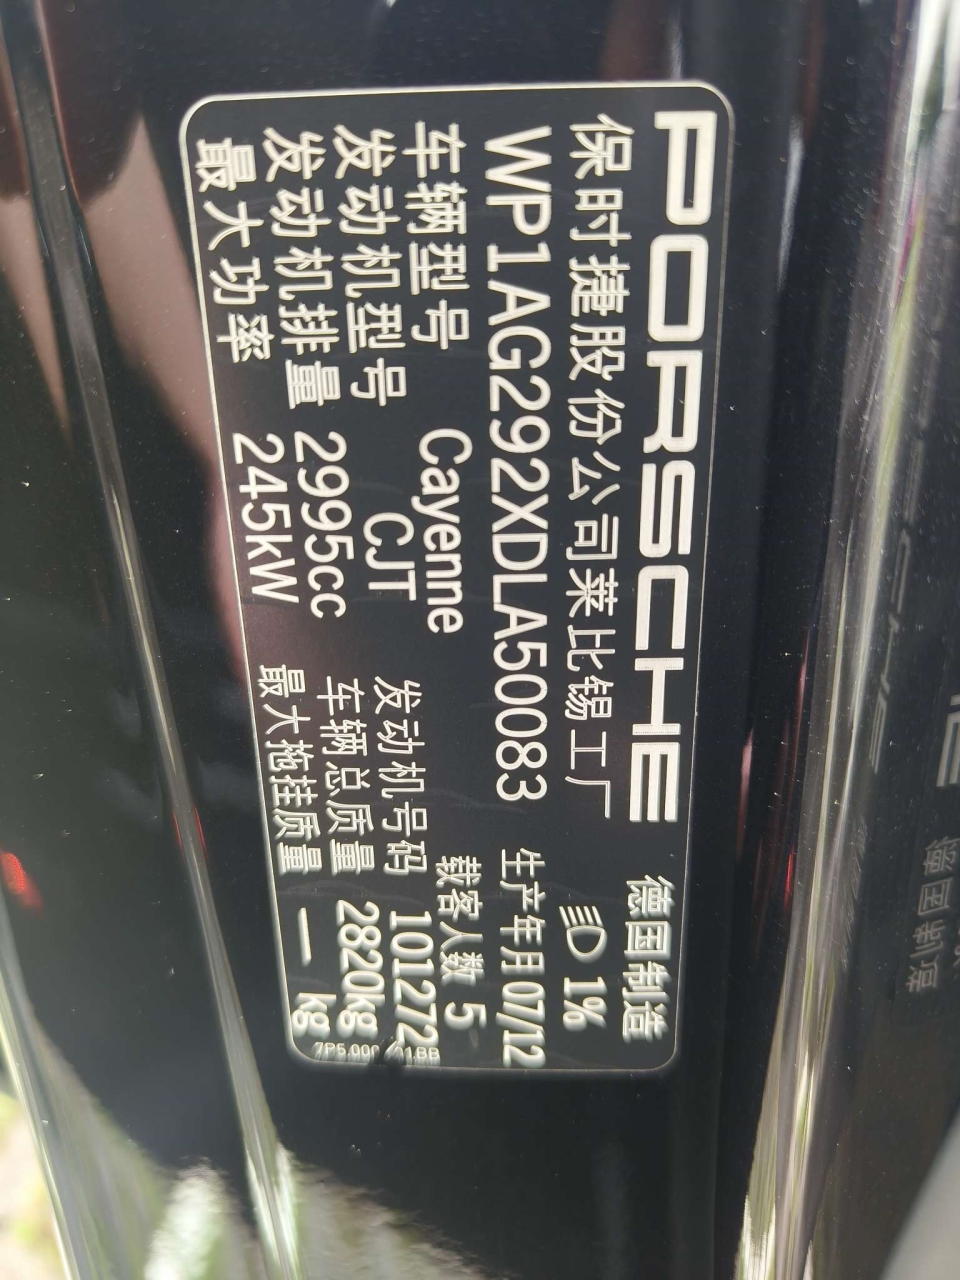 PORSCHE 德国制造
保时捷股份公司莱比锡工厂 1%
WP1AG292XDLA50083 生产年月07/12
车辆型号 Cayenne 载客人数 5
发动机型号 CJT 发动机号码 101272
发动机排量 2995cc 车辆总质量 2820kg
最大功率 245kW 最大拖挂质量 — kg